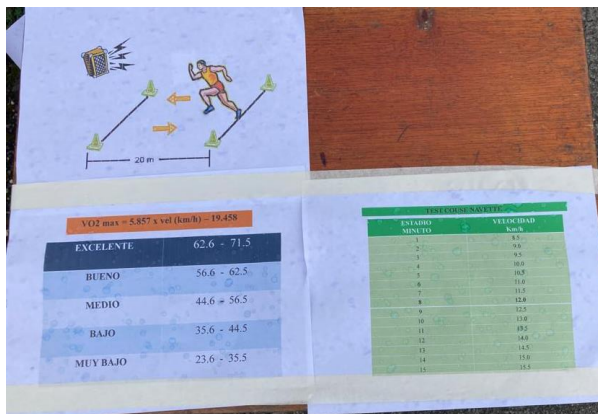 20 m
VO2 max = 5.857 x vel (km/h) – 19.458
EXCELENTE 62.6 - 71.5
BUENO 56.6 - 62.5
MEDIO 44.6 - 56.5
BAJO 35.6 - 44.5
MUY BAJO 23.6 - 35.5
TEST COUSE NAVETTE
ESTADIO VELOCIDAD
MINUTO Km/h
1 8.5
2 9.0
3 9.5
4 10.0
5 10,5
6 11.0
7 11.5
8 12.0
9 12.5
10 13.0
11 13.5
12 14.0
13 14.5
14 15.0
15 15.5